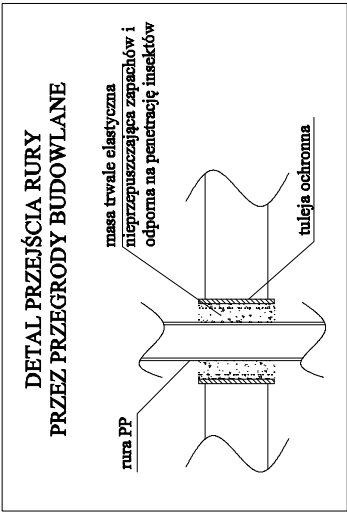 DETAL PRZEJŚCIA RURY
PRZEZ PRZEGRODY BUDOWLANE
rura PP
masa trwale elastyczna
nieprzepuszczająca zapachów i
odporna na penetrację insektów
tuleja ochronna